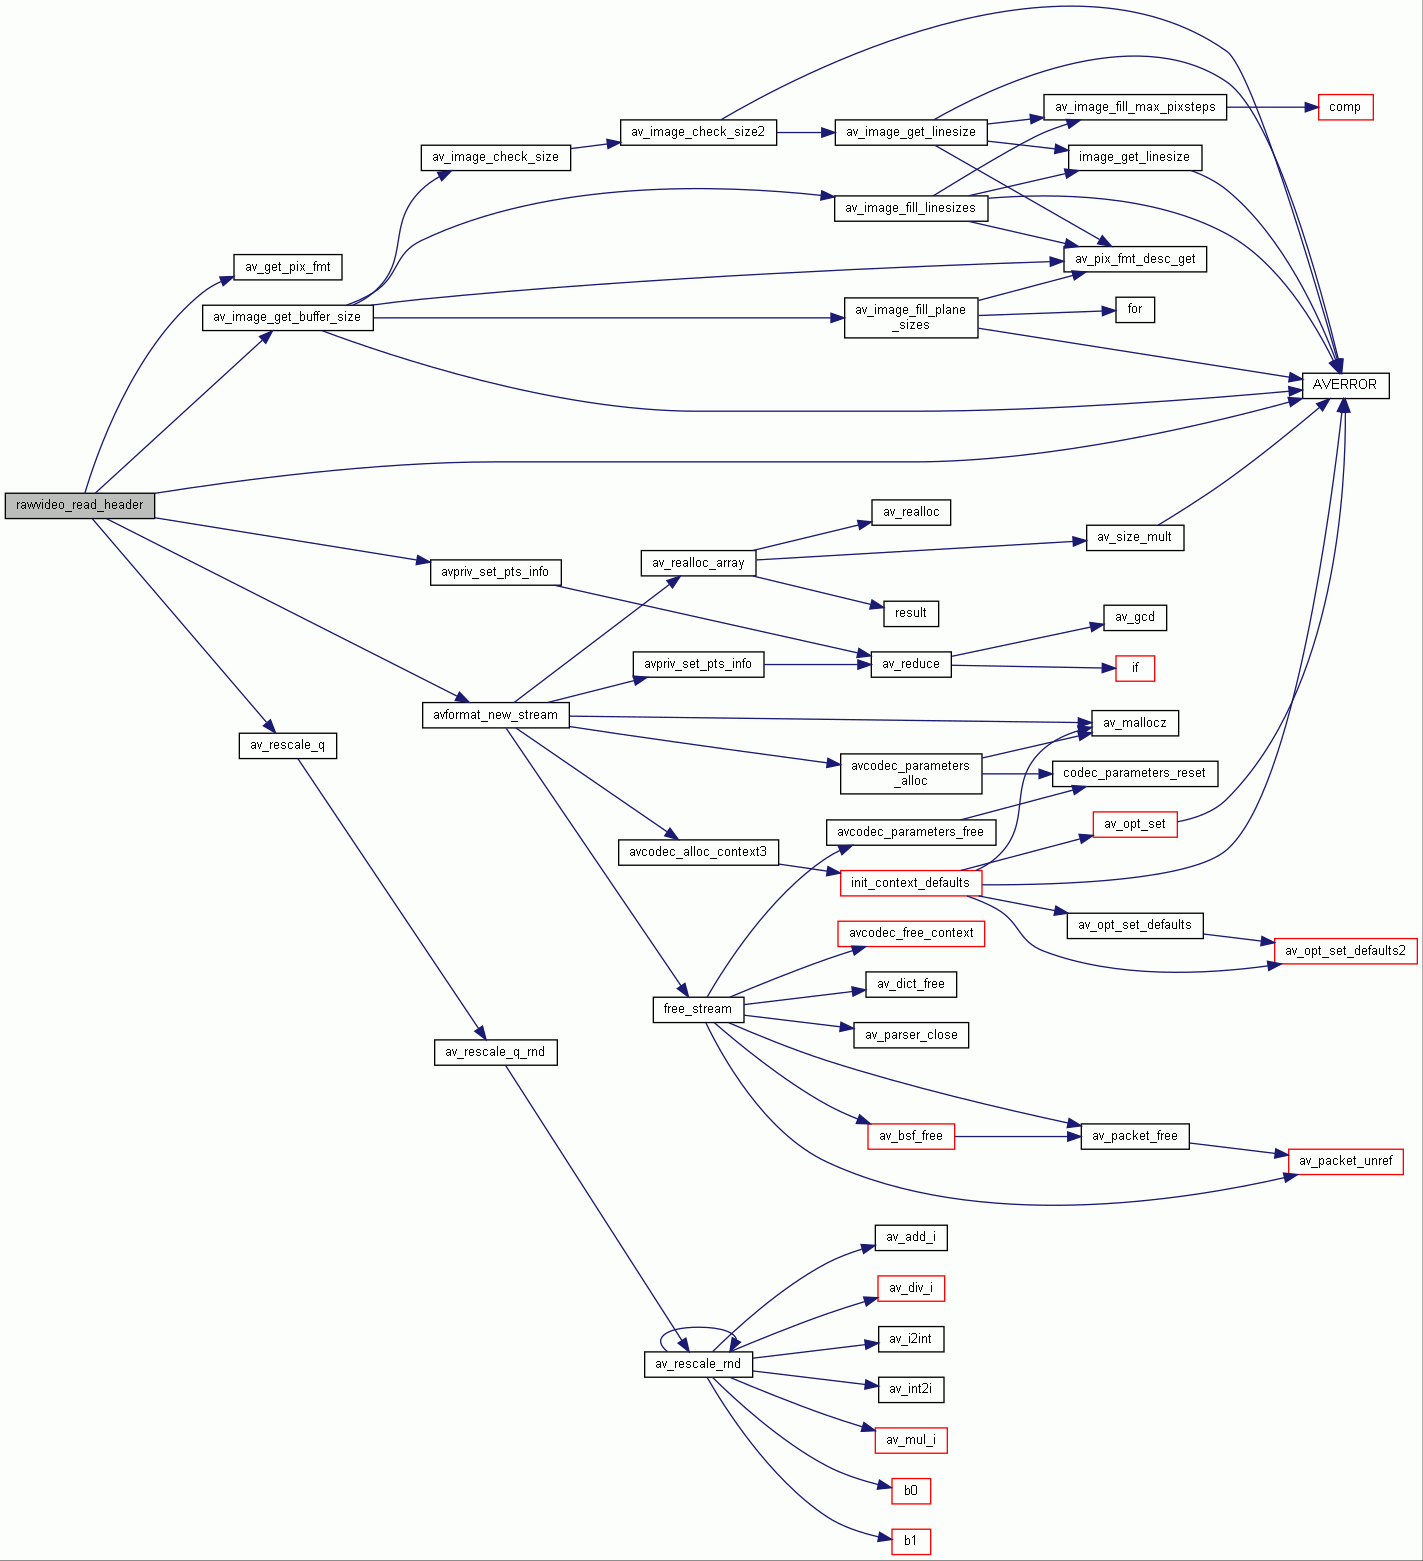 av_image_fill_max_pixsteps
comp
av_image_check_size2
av_image_get_linesize
av_image_check_size
image_get_linesize
av_image_fill_linesizes
av_get_pix_fmt
av_pix_fmt_desc_get
av_image_get_buffer_size
av_image_fill_plane
_sizes
for
AVERROR
rawvideo_read_header
av_realloc
av_size_mult
av_realloc_array
avpriv_set_pts_info
result
av_gcd
avpriv_set_pts_info
av_reduce
if
avformat_new_stream
av_mallocz
av_rescale_q
avcodec_parameters
_alloc
codec_parameters_reset
av_opt_set
avcodec_parameters_free
avcodec_alloc_context3
init_context_defaults
av_opt_set_defaults
avcodec_free_context
av_opt_set_defaults2
av_dict_free
free_stream
av_parser_close
av_rescale_q_rnd
av_bsf_free
av_packet_free
av_packet_unref
av_add_i
av_div_i
av_i2int
av_rescale_rnd
av_int2i
av_mul_i
b0
b1